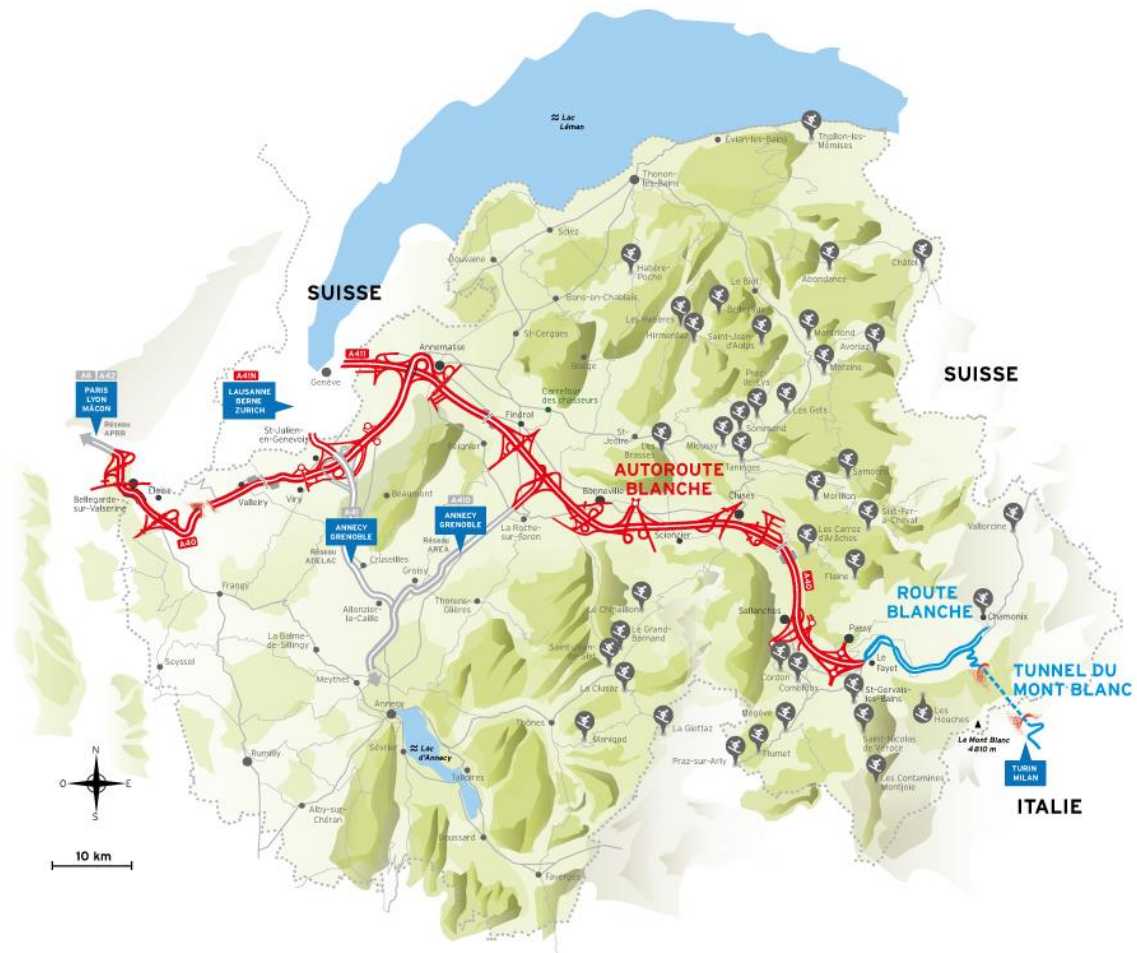 Lac
Léman
Thollon-les-
Mémises
Évian-les-Bains
Thonon-
les-Bains
Sciez
Douvaine
Habère-
Poche
Abondance
Châtel
SUISSE
Bons-en-Chablais
Le Biot
Bellevaux
Les Habères
Hirmentaz
Saint-Jean-
d'Aulps
Montriond
Avoriaz
St-Cergues
Morzine
A411
Annemasse
Boëge
Praz-
de-Lys
SUISSE
Genève
A6 A42
PARIS
LYON
MÂCON
A41N
LAUSANNE
BERNE
ZURICH
Carrefour
des chasseurs
Les Gets
Sommand
Réseau
APRR
St-Julien-
en-Genevois
Findrol
St-
Jeoire
Les
Brasses
Mieussy
Taninges
Reignier
Samoëns
AUTOROUTE
BLANCHE
Bellegarde-
sur-Valserine
Éloise
Valleiry
Viry
Beaumont
A410
ANNECY
GRENOBLE
Bonneville
Cluses
Morillion
Sixt-Fer-
à-Cheval
Vallorcine
A41
ANNECY
GRENOBLE
La Roche-
sur-Foron
Scionzier
Les Carroz
d'Arâches
A40
Réseau
ADELAC
Cruseilles
Réseau
AREA
Groisy
Flaine
A40
ROUTE
BLANCHE
Frangy
Allonzier-
la-Caille
Thorens-
Glières
Le Chinaillon
Sallanches
Passy
Chamonix
La Balme-
de-Sillingy
Le Grand-
Bornand
Saint-Jean-
de-Sixt
Le
Fayet
TUNNEL DU
MONT BLANC
Seyssel
Cordon
Combloux
Meythet
La Clusaz
St-Gervais-
les-Bains
Annecy
Thônes
Manigod
La Giettaz
Megève
Les
Houches
Le Mont Blanc
4 810 m
Rumilly
Sévrier
Lac
d'Annecy
Praz-sur-Arly
Flumet
Saint-Nicolas
de Véroce
Talloires
Les Contamines
Montjoie
TURIN
MILAN
N
O
E
S
Alby-sur-
Chéran
ITALIE
Doussard
10 km
Faverges